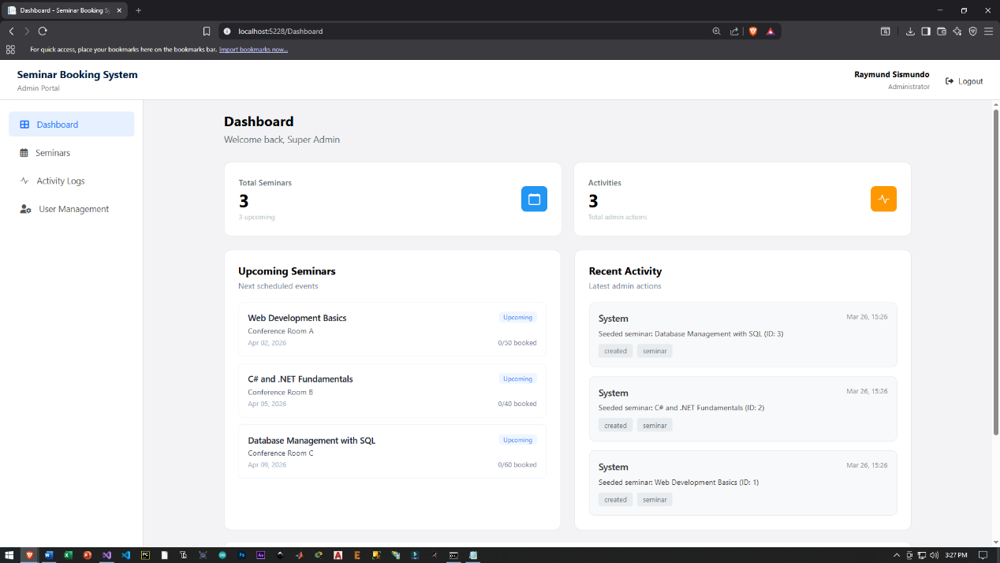 Dashboard - Seminar Booking S
localhost:5228/Dashboard
For quick access, place your bookmarks here on the bookmarks bar. Import bookmarks now...
Seminar Booking System
Admin Portal
Raymund Sismundo
Administrator
Logout
Dashboard
Seminars
Activity Logs
User Management
Dashboard
Welcome back, Super Admin
Total Seminars
3
3 upcoming
Activities
3
Total admin actions
Upcoming Seminars
Next scheduled events
Web Development Basics
Upcoming
Conference Room A
Apr 02, 2026
0/50 booked
C# and .NET Fundamentals
Upcoming
Conference Room B
Apr 05, 2026
0/40 booked
Database Management with SQL
Upcoming
Conference Room C
Apr 09, 2026
0/60 booked
Recent Activity
Latest admin actions
System
Mar 26, 15:26
Seeded seminar: Database Management with SQL (ID: 3)
created seminar
System
Mar 26, 15:26
Seeded seminar: C# and .NET Fundamentals (ID: 2)
created seminar
System
Mar 26, 15:26
Seeded seminar: Web Development Basics (ID: 1)
created seminar
3:27 PM